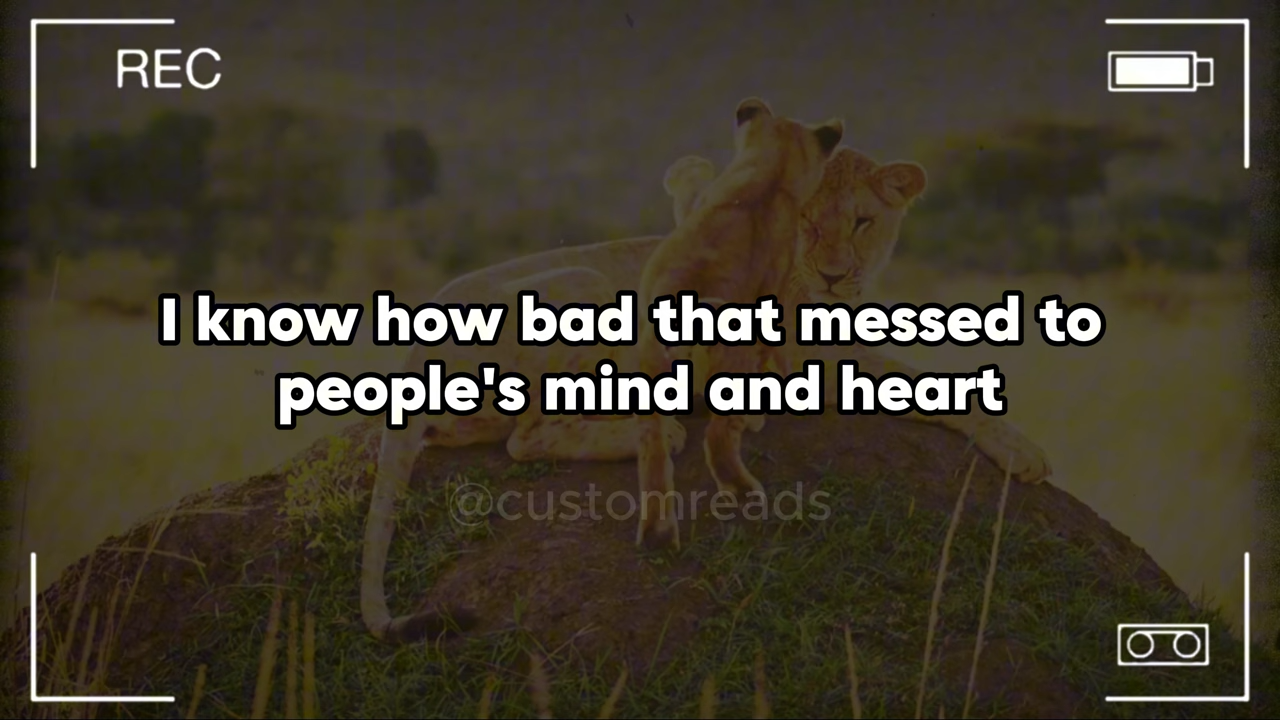 REC
I know how bad that messed to
people's mind and heart
@customreads